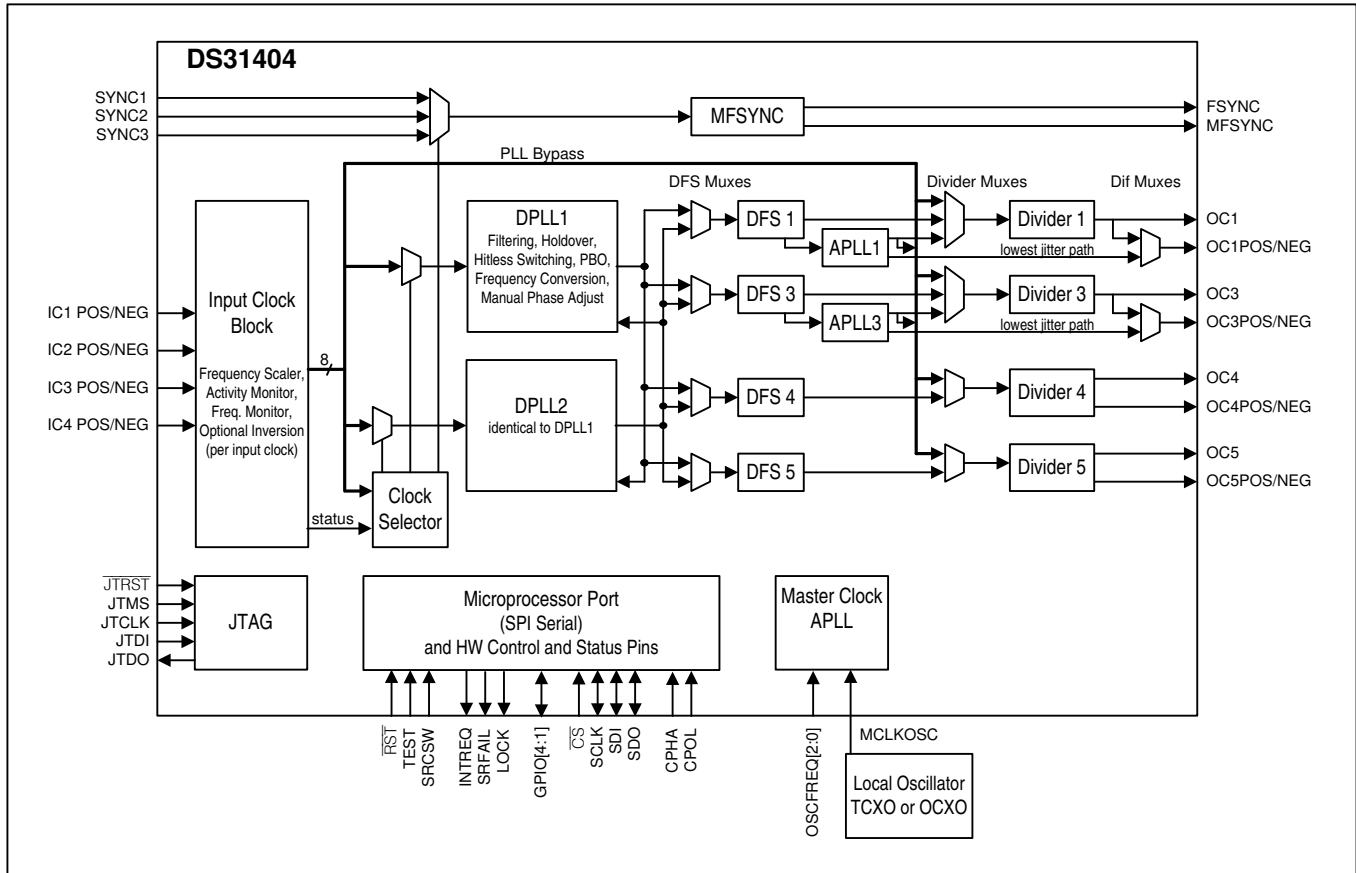 DS31404
SYNC1
SYNC2
SYNC3
MFSYNC
FSYNC
MFSYNC
PLL Bypass
DFS Muxes
Divider Muxes
Dif Muxes
Input Clock
Block
Frequency Scaler,
Activity Monitor,
Freq. Monitor,
Optional Inversion
(per input clock)
IC1 POS/NEG
IC2 POS/NEG
IC3 POS/NEG
IC4 POS/NEG
8
status
Clock
Selector
DPLL1
Filtering, Holdover,
Hitless Switching, PBO,
Frequency Conversion,
Manual Phase Adjust
DPLL2
identical to DPLL1
DFS 1
APLL1
lowest jitter path
Divider 1
OC1
OC1POS/NEG
DFS 3
APLL3
lowest jitter path
Divider 3
OC3
OC3POS/NEG
DFS 4
Divider 4
OC4
OC4POS/NEG
DFS 5
Divider 5
OC5
OC5POS/NEG
JTRST
JTMS
JTCLK
JTDI
JTDO
JTAG
Microprocessor Port
(SPI Serial)
and HW Control and Status Pins
Master Clock
APLL
RST
TEST
SRCSW
INTREQ
SRFAIL
LOCK
GPIO[4:1]
CS
SCLK
SDI
SDO
CPHA
CPOL
OSCFREQ[2:0]
MCLKOSC
Local Oscillator
TCXO or OCXO